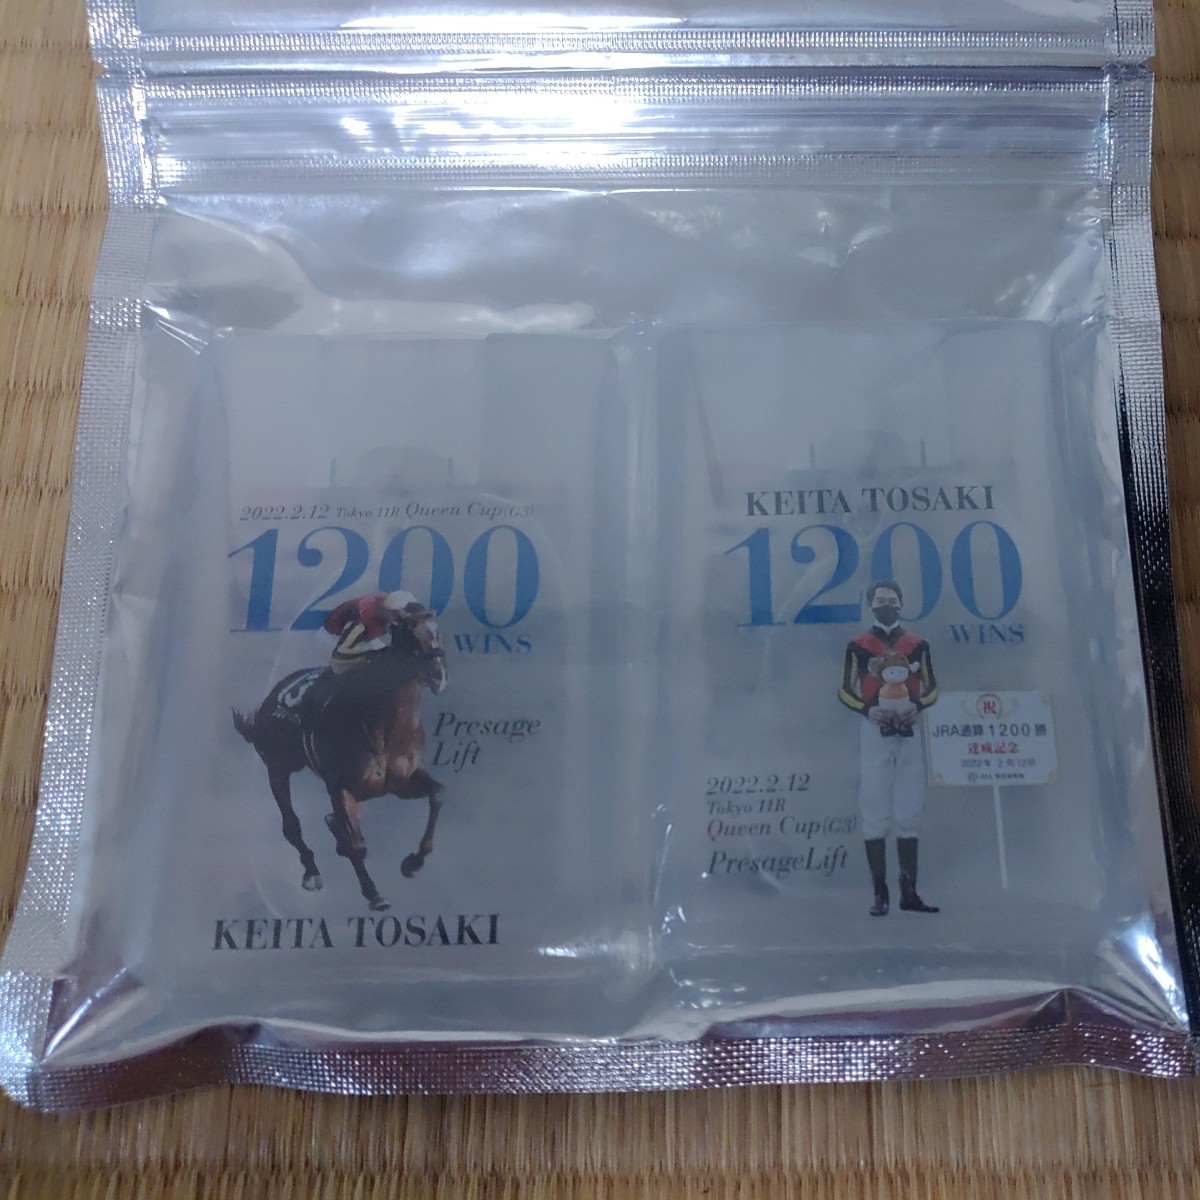 2022.2.12 Tokyo 11R Queen Cup(G3)
1200
WINS
Presage
Lift
KEITA TOSAKI
KEITA TOSAKI
1200
WINS
祝
JRA通算1200勝
達成記念
2022年2月12日
2022.2.12
Tokyo 11R
Queen Cup(G3)
PresageLift